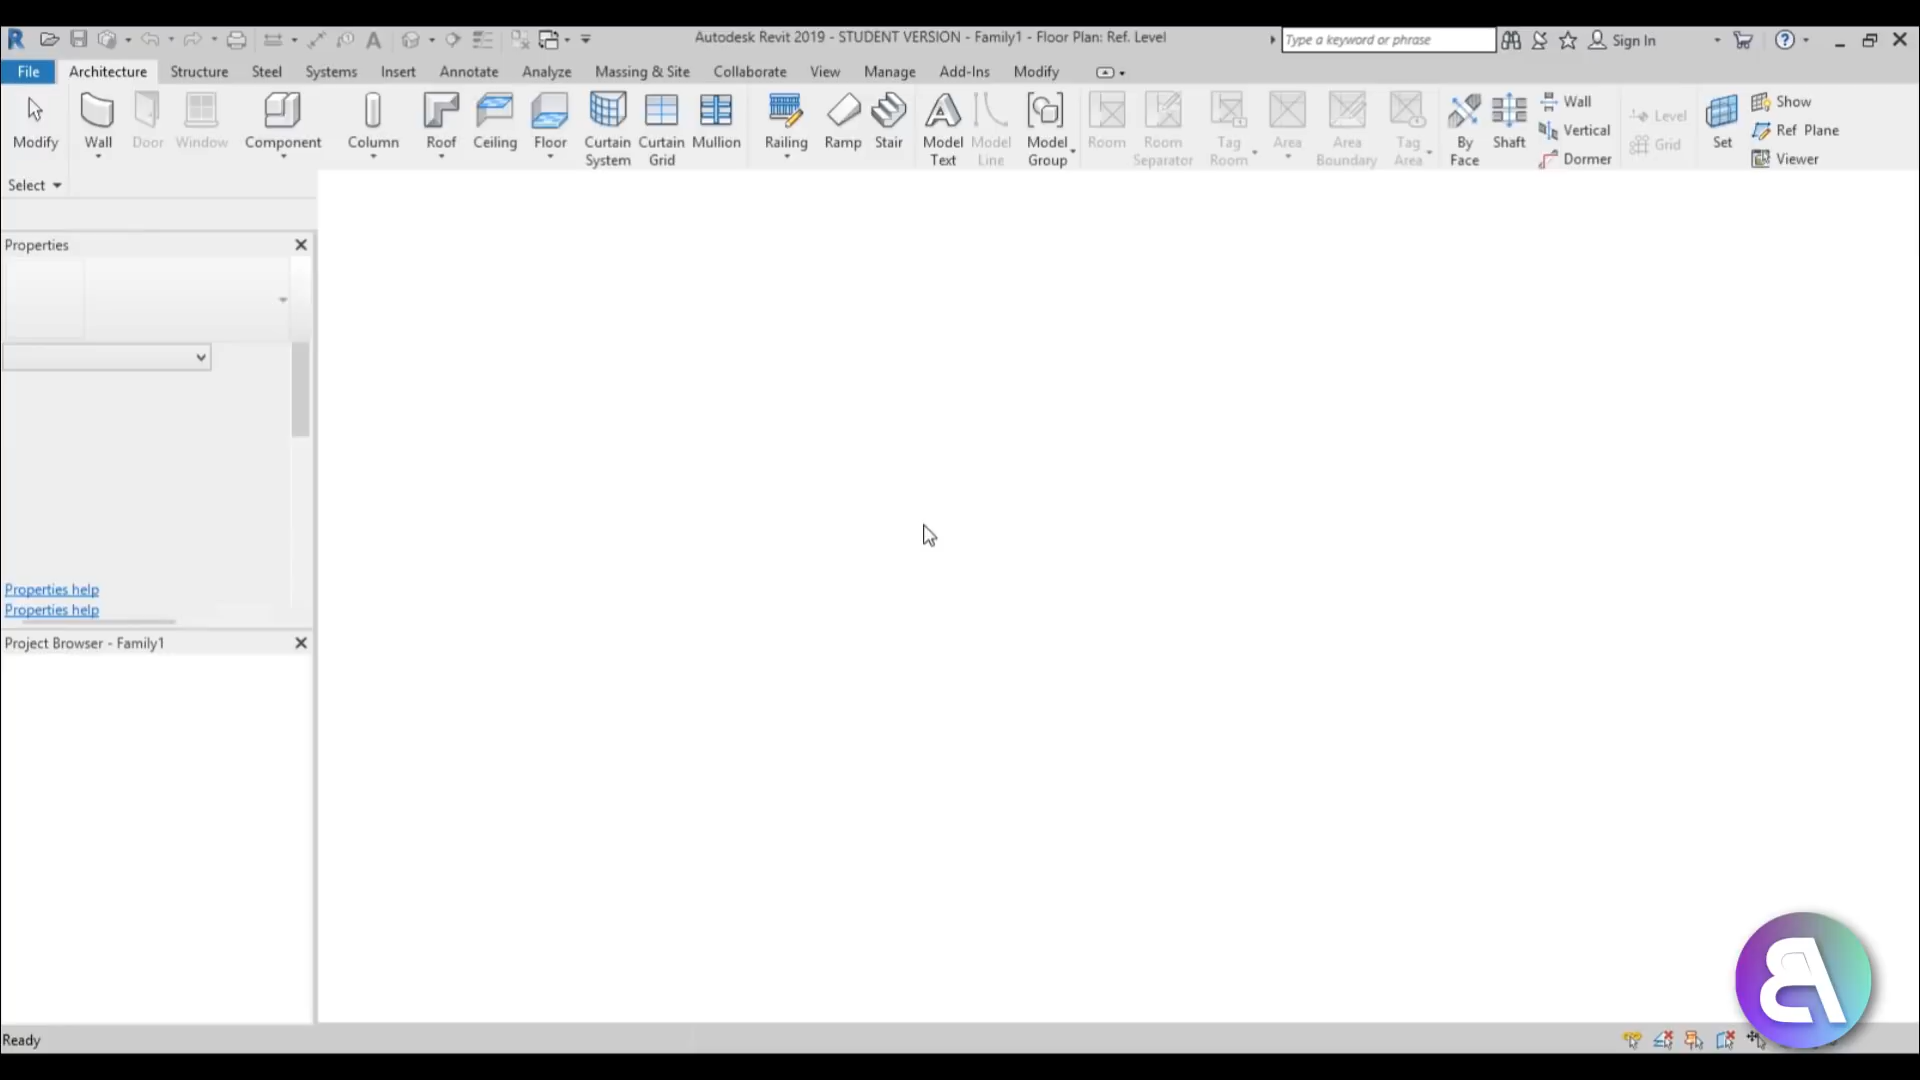 Autodesk Revit 2019 - STUDENT VERSION - Family1 - Floor Plan: Ref. Level
Type a keyword or phrase
Sign In
File Architecture Structure Steel Systems Insert Annotate Analyze Massing & Site Collaborate View Manage Add-Ins Modify
Modify
Wall
Door
Window
Component
Column
Roof
Ceiling
Floor
Curtain
System
Curtain
Grid
Mullion
Railing
Ramp
Stair
Model
Text
Model
Line
Model
Group
Room
Room
Separator
Tag
Room
Area
Area
Boundary
Tag
Area
By
Face
Shaft
Wall
Vertical
Dormer
Level
Grid
Set
Show
Ref Plane
Viewer
Select
Properties
Properties help
Properties help
Project Browser - Family1
Ready